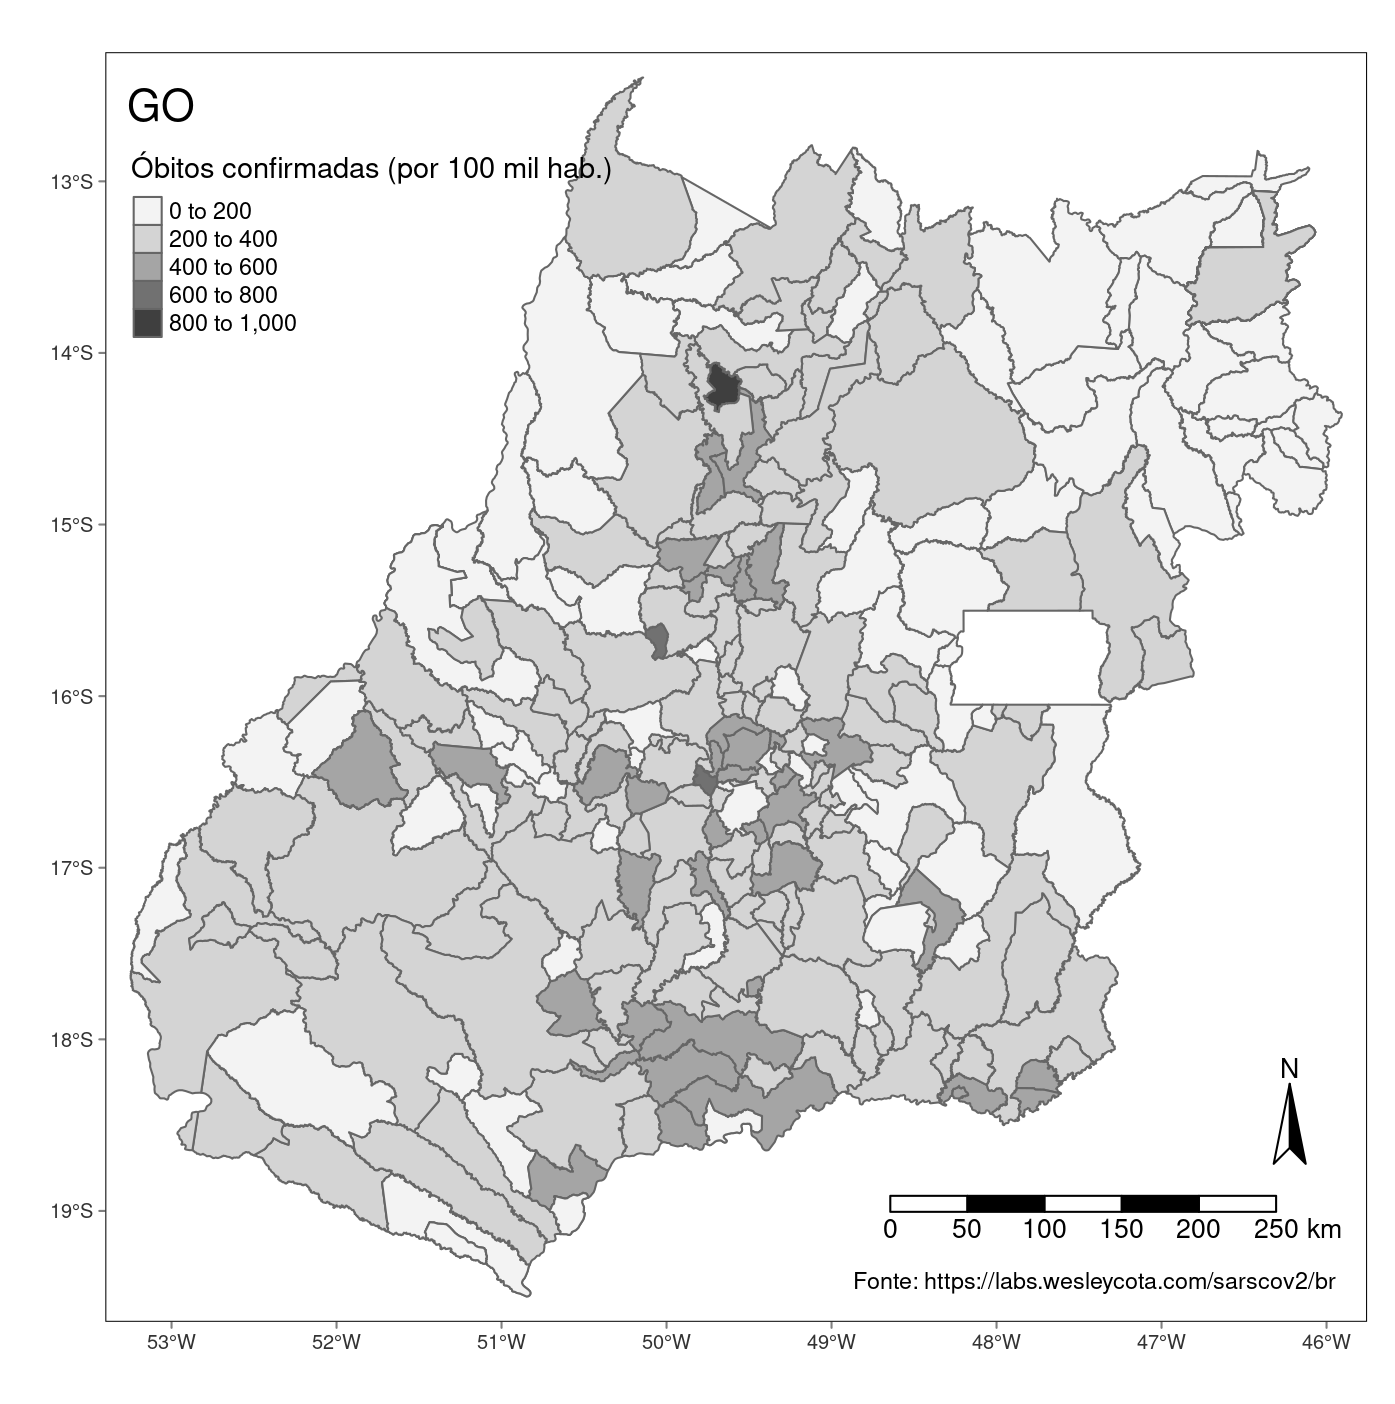 GO
Óbitos confirmadas (por 100 mil hab.)
0 to 200
200 to 400
400 to 600
600 to 800
800 to 1,000
13°S
14°S
15°S
16°S
17°S
18°S
19°S
N
0 50 100 150 200 250 km
Fonte: https://labs.wesleycota.com/sarscov2/br
53°W 52°W 51°W 50°W 49°W 48°W 47°W 46°W